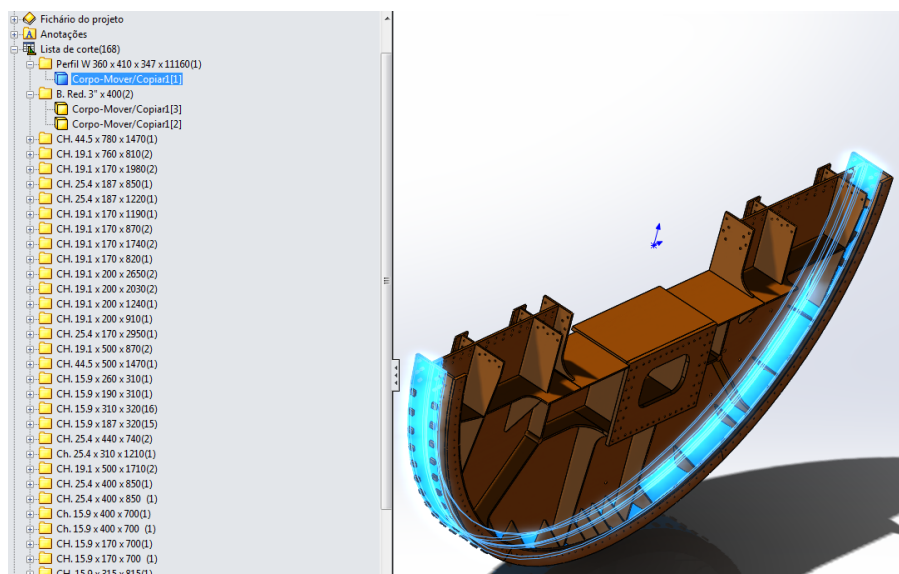 Fichário do projeto
Anotações
Lista de corte(168)
Perfil W 360 x 410 x 347 x 11160(1)
Corpo-Mover/Copiar1[1]
B. Red. 3" x 400(2)
Corpo-Mover/Copiar1[3]
Corpo-Mover/Copiar1[2]
CH. 44.5 x 780 x 1470(1)
CH. 19.1 x 760 x 810(2)
CH. 19.1 x 170 x 1980(2)
CH. 25.4 x 187 x 850(1)
CH. 25.4 x 187 x 1220(1)
CH. 19.1 x 170 x 1190(1)
CH. 19.1 x 170 x 870(2)
CH. 19.1 x 170 x 1740(2)
CH. 19.1 x 170 x 820(1)
CH. 19.1 x 200 x 2650(2)
CH. 19.1 x 200 x 2030(2)
CH. 19.1 x 200 x 1240(1)
CH. 19.1 x 200 x 910(1)
CH. 25.4 x 170 x 2950(1)
CH. 19.1 x 500 x 870(2)
CH. 44.5 x 500 x 1470(1)
CH. 15.9 x 260 x 310(1)
CH. 15.9 x 190 x 310(1)
CH. 15.9 x 310 x 320(16)
CH. 15.9 x 187 x 320(15)
CH. 25.4 x 440 x 740(2)
Ch. 25.4 x 310 x 1210(1)
CH. 19.1 x 500 x 1710(2)
CH. 25.4 x 400 x 850(1)
CH. 25.4 x 400 x 850 (1)
Ch. 15.9 x 400 x 700(1)
Ch. 15.9 x 400 x 700 (1)
CH. 15.9 x 170 x 700(1)
CH. 15.9 x 170 x 700 (1)
CH. 15.9 x 215 x 815(1)